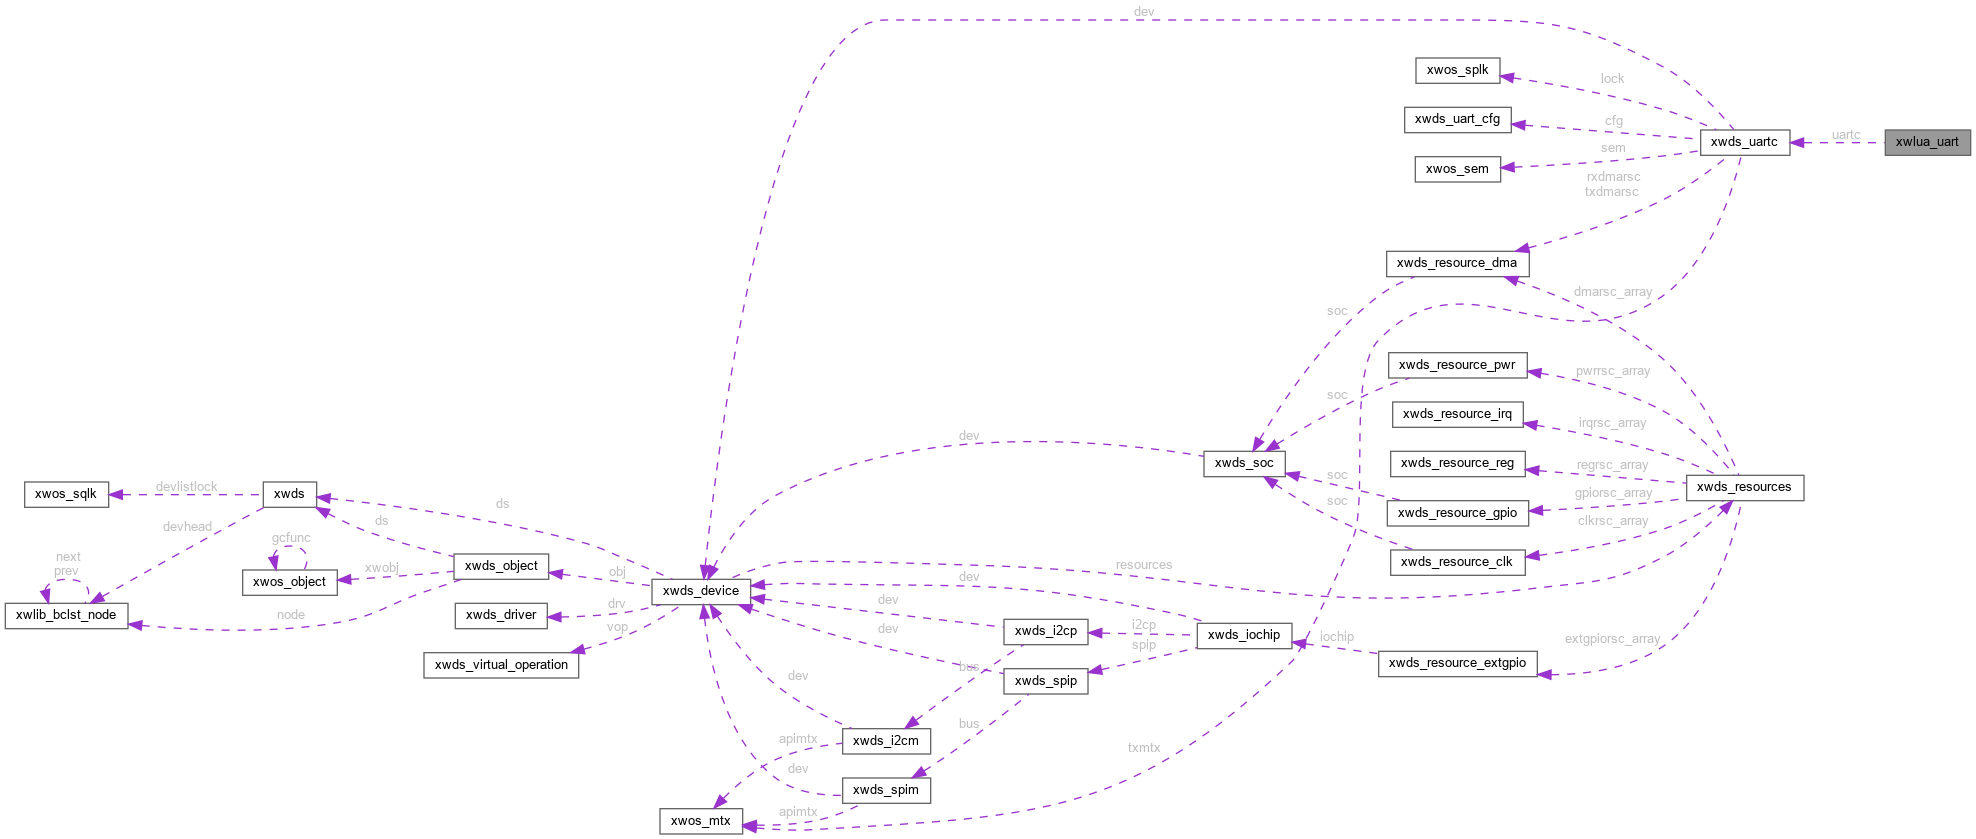 dev
xwos_splk
lock
xwds_uart_cfg
cfg
xwds_uartc
uartc
xwlua_uart
xwos_sem
sem
rxdmarsc
txdmarsc
xwds_resource_dma
dmarsc_array
soc
xwds_resource_pwr
pwrrsc_array
soc
xwds_resource_irq
irqrsc_array
dev
xwds_soc
xwds_resource_reg
regrsc_array
soc
xwds_resources
xwos_sqlk
devlistlock
xwds
ds
gpiorsc_array
soc
xwds_resource_gpio
devhead
ds
clkrsc_array
gcfunc
next
prev
xwos_object
xwobj
xwds_object
obj
resources
xwds_resource_clk
xwds_device
dev
xwlib_bclst_node
node
xwds_driver
drv
dev
vop
xwds_i2cp
i2cp
xwds_iochip
iochip
extgpiorsc_array
dev
spip
xwds_virtual_operation
bus
xwds_resource_extgpio
dev
xwds_spip
bus
apimtx
xwds_i2cm
txmtx
dev
xwds_spim
apimtx
xwos_mtx